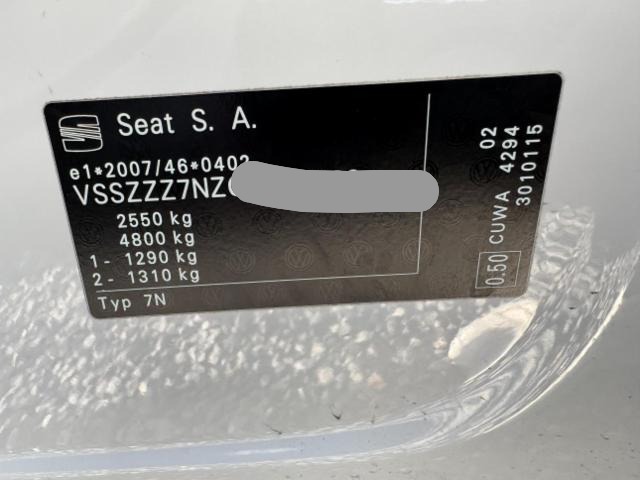 Seat S. A.
e1*2007/46*0402
VSSZZZ7NZ
2550 kg
4800 kg
1 - 1290 kg
2 - 1310 kg
Typ 7N
0.50 CUWA 4294 02
3010115